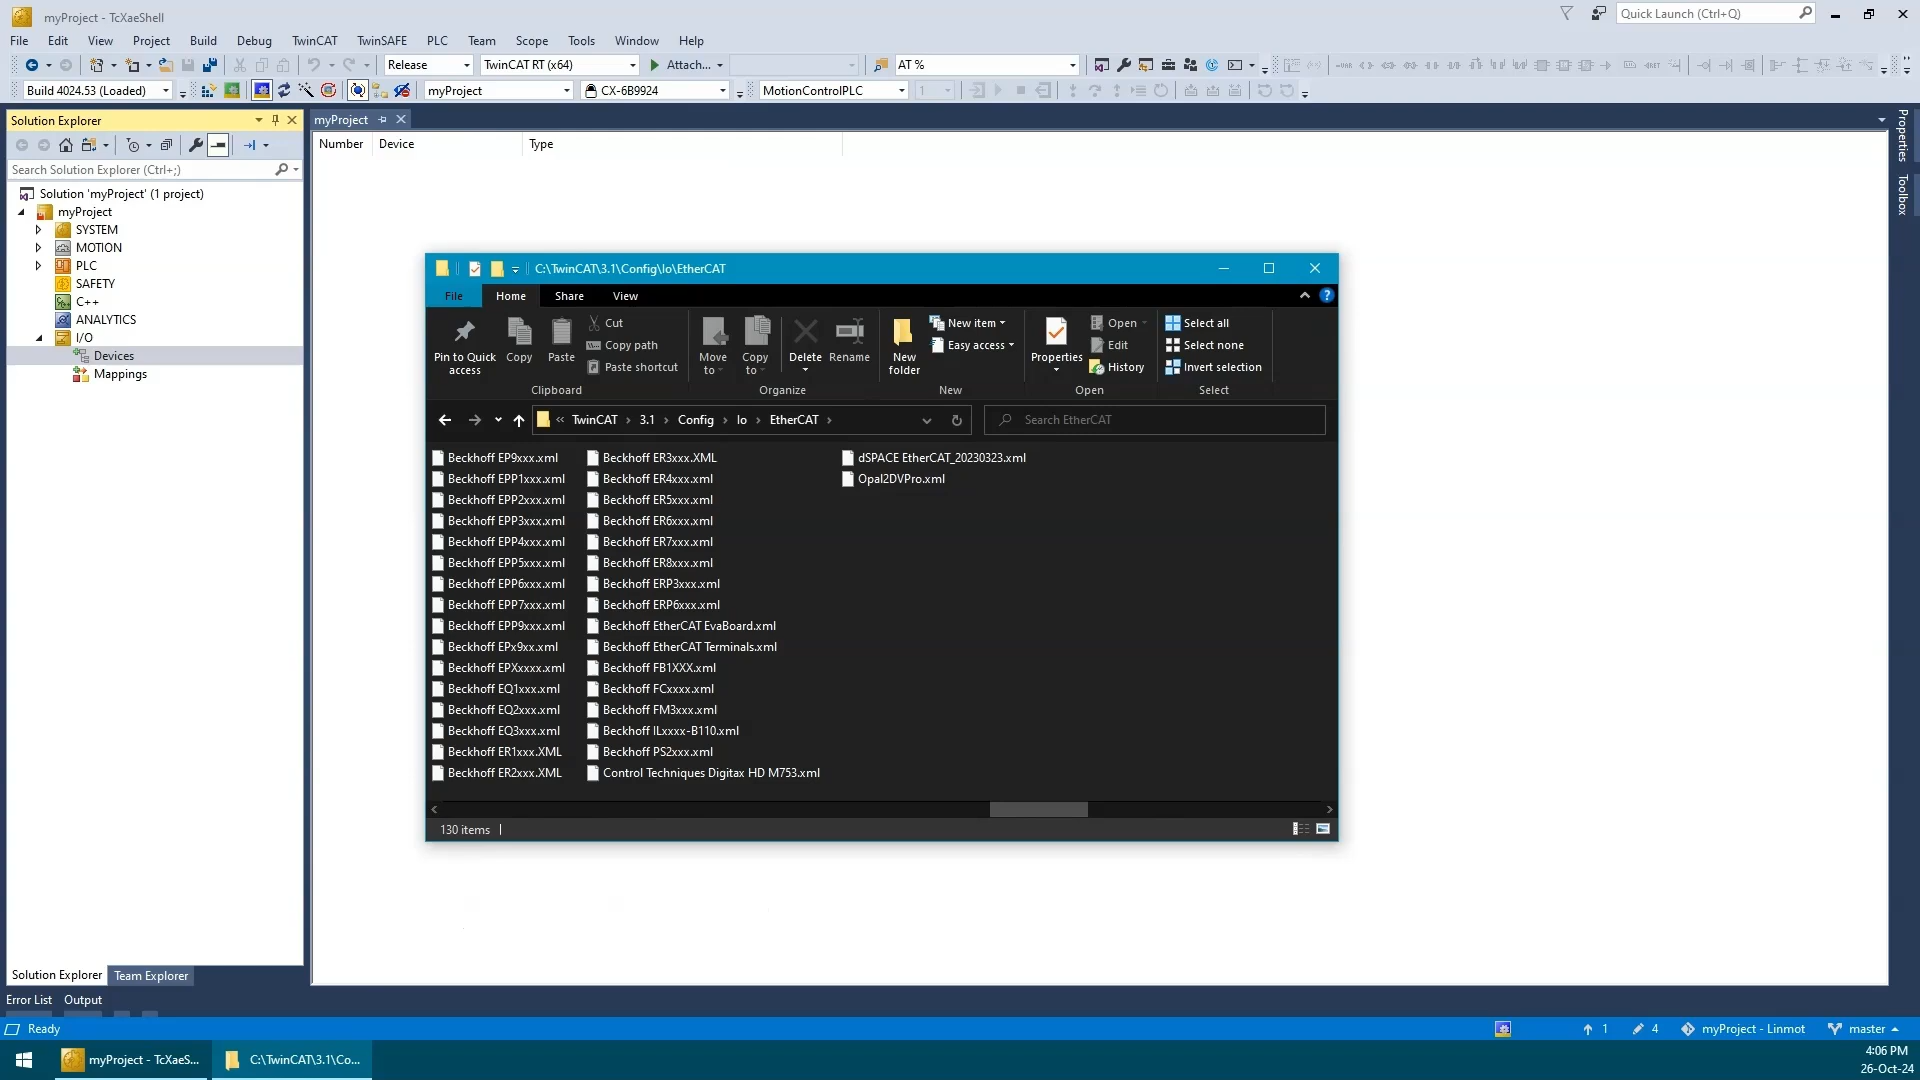 myProject - TcXaeShell
Quick Launch (Ctrl+Q)
File Edit View Project Build Debug TwinCAT TwinSAFE PLC Team Scope Tools Window Help
Release TwinCAT RT (x64) Attach... AT %
Build 4024.53 (Loaded) myProject CX-6B9924 MotionControlPLC 1
Solution Explorer
Search Solution Explorer (Ctrl+;)
Solution 'myProject' (1 project)
myProject
SYSTEM
MOTION
PLC
SAFETY
C++
ANALYTICS
I/O
Devices
Mappings
Solution Explorer Team Explorer
myProject
Number Device Type
Properties
Toolbox
C:\TwinCAT\3.1\Config\Io\EtherCAT
File Home Share View
Pin to Quick access
Copy
Paste
Cut
Copy path
Paste shortcut
Clipboard
Move to
Copy to
Delete
Rename
Organize
New folder
New item
Easy access
New
Properties
Open
Edit
History
Open
Select all
Select none
Invert selection
Select
« TwinCAT › 3.1 › Config › Io › EtherCAT ›
Search EtherCAT
Beckhoff EP9xxx.xml
Beckhoff EPP1xxx.xml
Beckhoff EPP2xxx.xml
Beckhoff EPP3xxx.xml
Beckhoff EPP4xxx.xml
Beckhoff EPP5xxx.xml
Beckhoff EPP6xxx.xml
Beckhoff EPP7xxx.xml
Beckhoff EPP9xxx.xml
Beckhoff EPx9xx.xml
Beckhoff EPXxxxx.xml
Beckhoff EQ1xxx.xml
Beckhoff EQ2xxx.xml
Beckhoff EQ3xxx.xml
Beckhoff ER1xxx.XML
Beckhoff ER2xxx.XML
Beckhoff ER3xxx.XML
Beckhoff ER4xxx.xml
Beckhoff ER5xxx.xml
Beckhoff ER6xxx.xml
Beckhoff ER7xxx.xml
Beckhoff ER8xxx.xml
Beckhoff ERP3xxx.xml
Beckhoff ERP6xxx.xml
Beckhoff EtherCAT EvaBoard.xml
Beckhoff EtherCAT Terminals.xml
Beckhoff FB1XXX.xml
Beckhoff FCxxxx.xml
Beckhoff FM3xxx.xml
Beckhoff ILxxxx-B110.xml
Beckhoff PS2xxx.xml
Control Techniques Digitax HD M753.xml
dSPACE EtherCAT_20230323.xml
Opal2DVPro.xml
130 items
Error List Output
Ready
1 4 myProject - Linmot master
myProject - TcXaeS...
C:\TwinCAT\3.1\Co...
4:06 PM
26-Oct-24